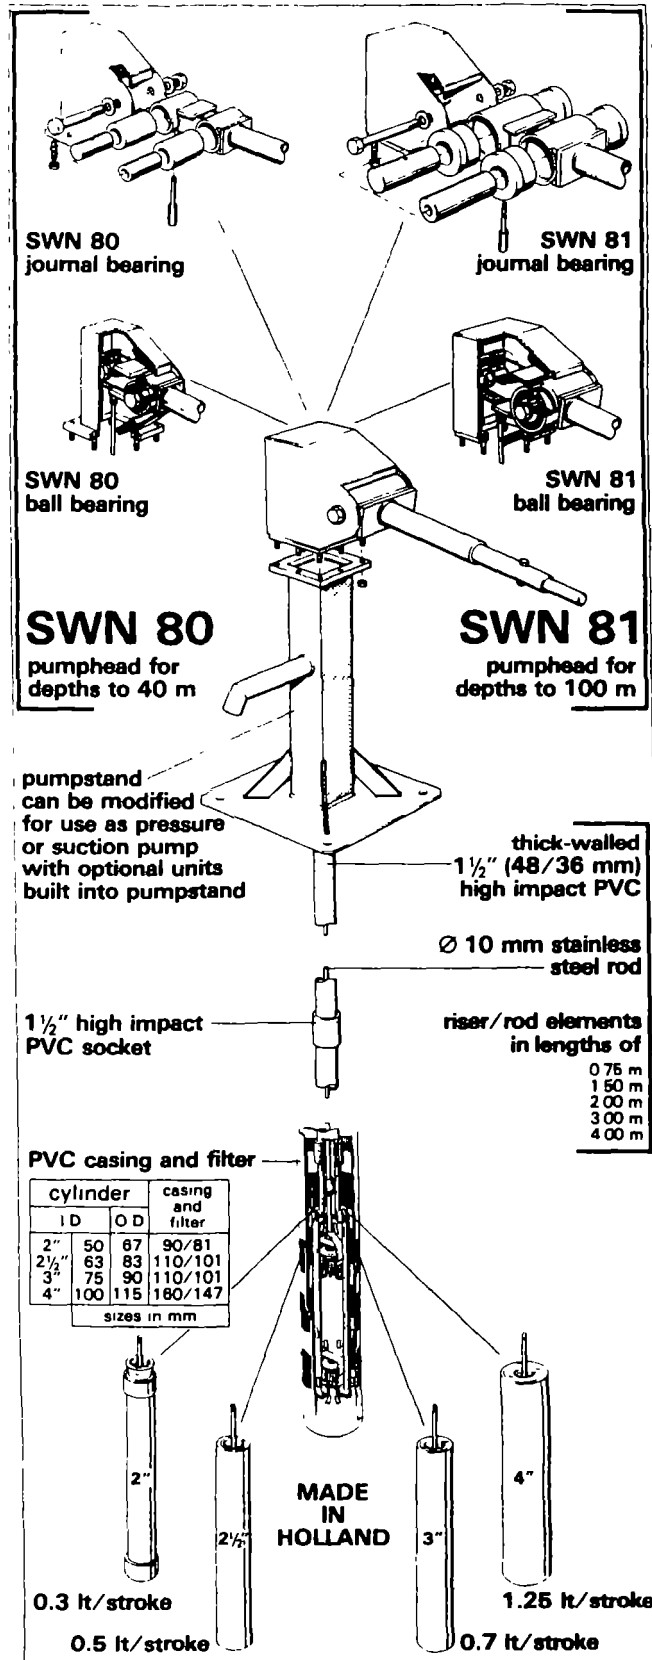 SWN 80
journal bearing
SWN 81
journal bearing
SWN 80
ball bearing
SWN 81
ball bearing
SWN 80
pumphead for
depths to 40 m
SWN 81
pumphead for
depths to 100 m
pumpstand
can be modified
for use as pressure
or suction pump
with optional units
built into pumpstand
thick-walled
1½" (48/36 mm)
high impact PVC
Ø 10 mm stainless
steel rod
1½" high impact
PVC socket
riser/rod elements
in lengths of
0 75 m
1 50 m
2 00 m
3 00 m
4 00 m
PVC casing and filter
cylinder casing
and
I D O D filter
2" 50 67 90/81
2½" 63 83 110/101
3" 75 90 110/101
4" 100 115 160/147
sizes in mm
2"
2½"
3"
4"
MADE
IN
HOLLAND
0.3 lt/stroke
0.5 lt/stroke
0.7 lt/stroke
1.25 lt/stroke